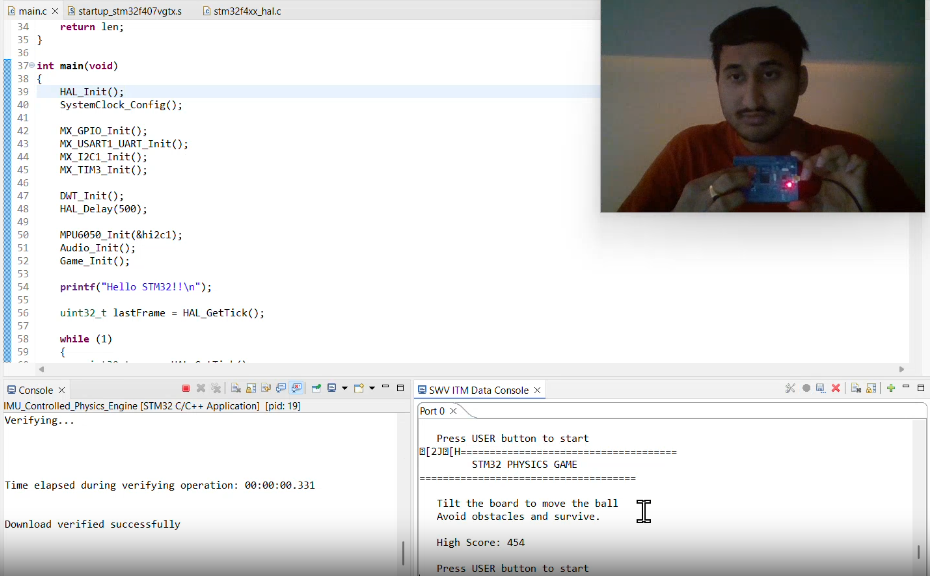 main.c startup_stm32f407vgtx.s stm32f4xx_hal.c
34 return len;
35 }
36
37 int main(void)
38 {
39 HAL_Init();
40 SystemClock_Config();
41
42 MX_GPIO_Init();
43 MX_USART1_UART_Init();
44 MX_I2C1_Init();
45 MX_TIM3_Init();
46
47 DWT_Init();
48 HAL_Delay(500);
49
50 MPU6050_Init(&hi2c1);
51 Audio_Init();
52 Game_Init();
53
54 printf("Hello STM32!!\n");
55
56 uint32_t lastFrame = HAL_GetTick();
57
58 while (1)
59 {
Console
IMU_Controlled_Physics_Engine [STM32 C/C++ Application] [pid: 19]
Verifying...
Time elapsed during verifying operation: 00:00:00.331
Download verified successfully
SWV ITM Data Console
Port 0
Press USER button to start
[2J[H=====================================
STM32 PHYSICS GAME
=====================================
Tilt the board to move the ball
Avoid obstacles and survive.
High Score: 454
Press USER button to start